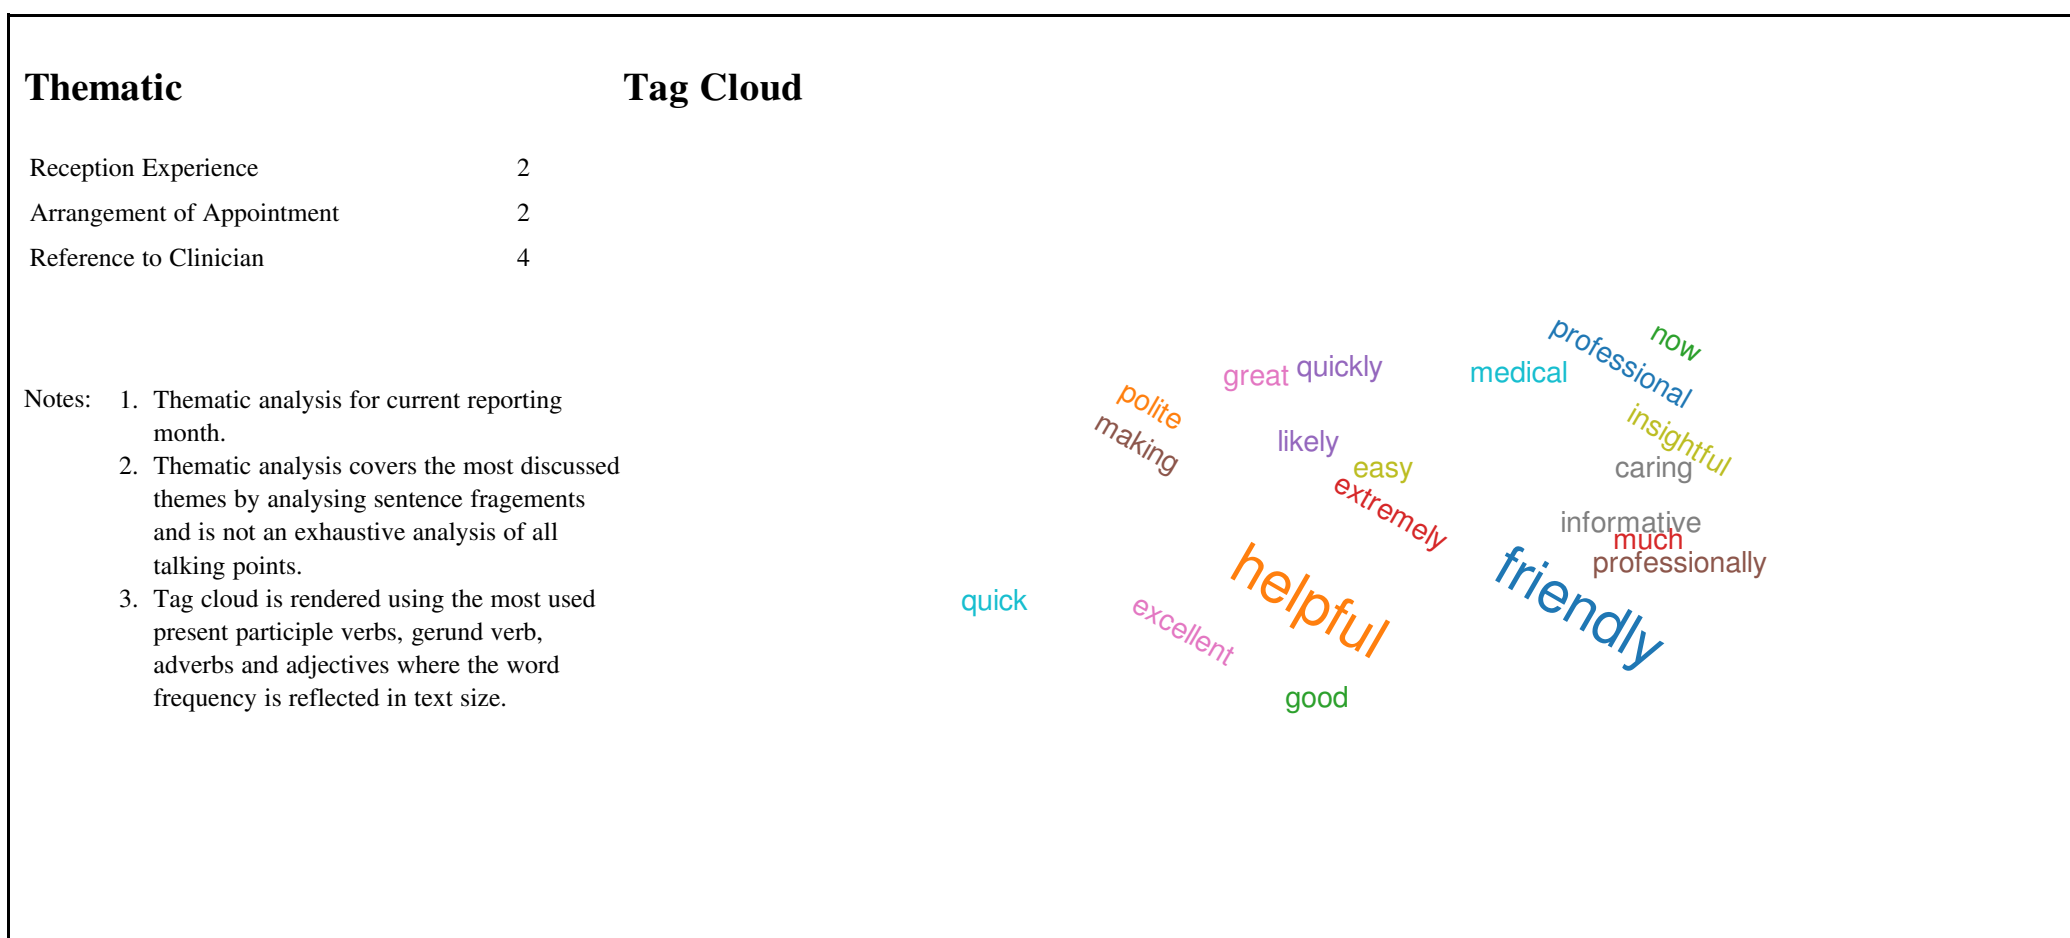 Thematic
Reception Experience 2
Arrangement of Appointment 2
Reference to Clinician 4
Notes: 1. Thematic analysis for current reporting
month.
2. Thematic analysis covers the most discussed
themes by analysing sentence fragements
and is not an exhaustive analysis of all
talking points.
3. Tag cloud is rendered using the most used
present participle verbs, gerund verb,
adverbs and adjectives where the word
frequency is reflected in text size.
Tag Cloud
now
professional
quickly
great
medical
polite
insightful
making
likely
easy
caring
extremely
informative
much
professionally
helpful
friendly
quick
excellent
good